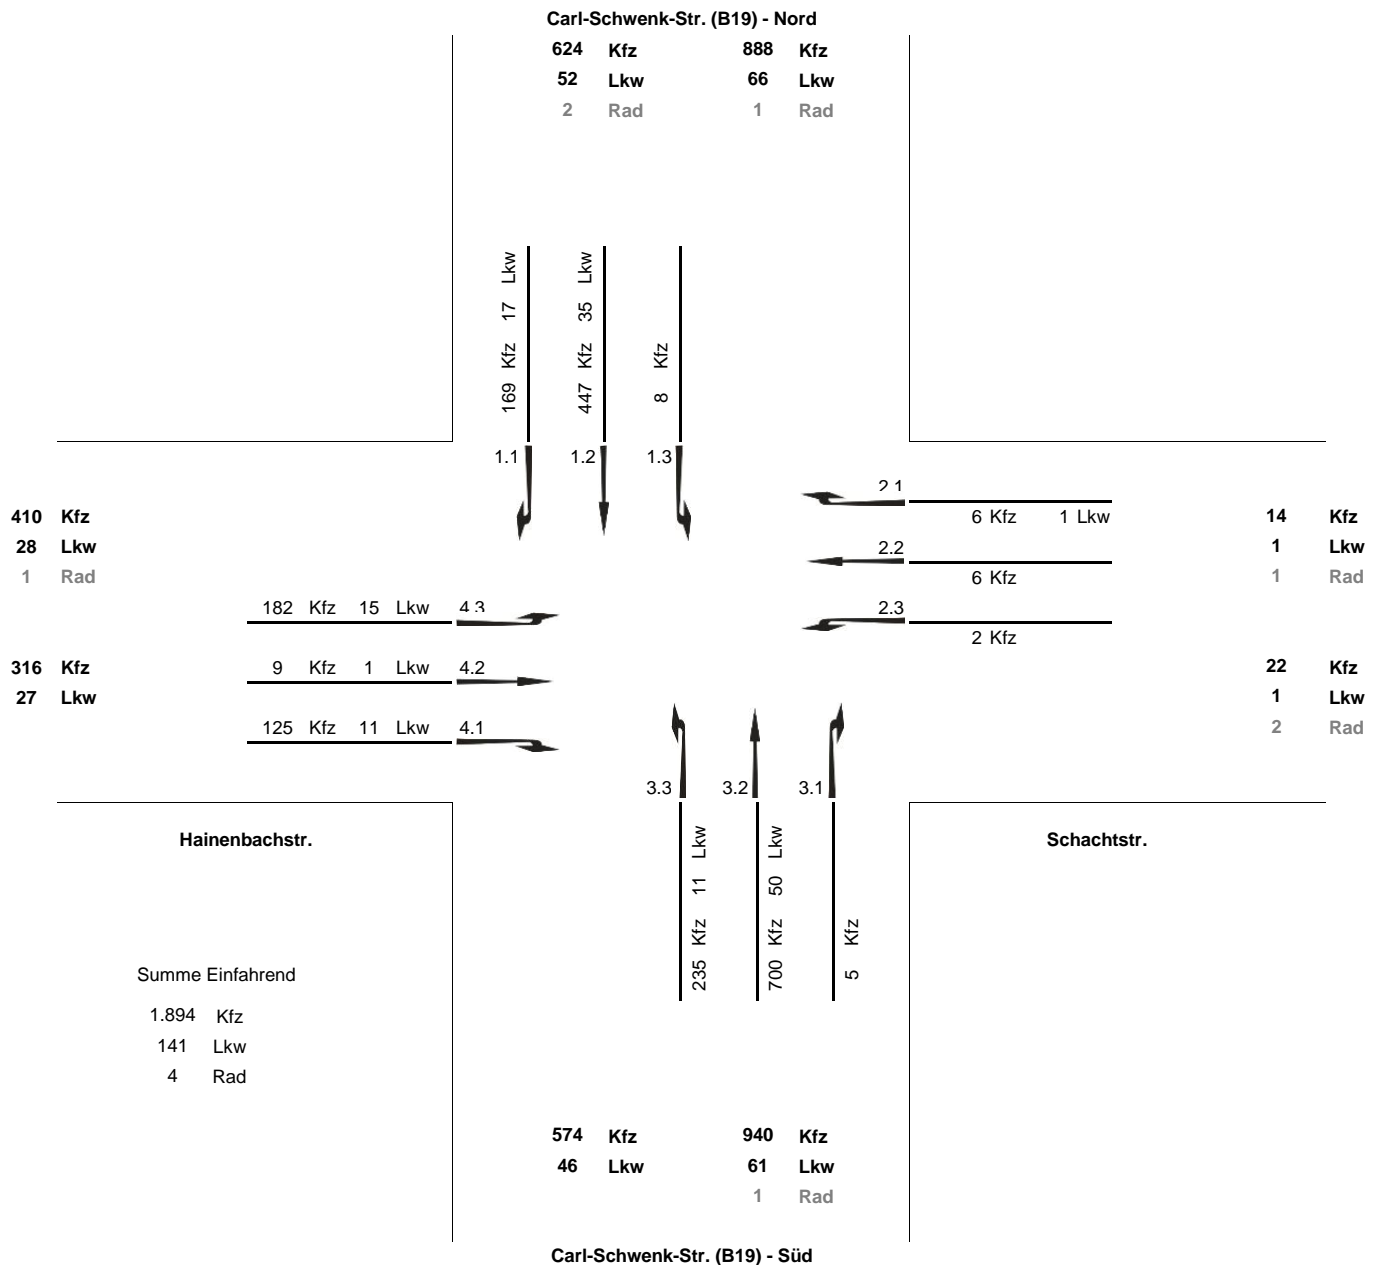 Carl-Schwenk-Str. (B19) - Nord
624 Kfz 888 Kfz
52 Lkw 66 Lkw
2 Rad 1 Rad
169 Kfz 17 Lkw
447 Kfz 35 Lkw
8 Kfz
1.1 1.2 1.3
2.1
6 Kfz 1 Lkw
2.2
6 Kfz
2.3
2 Kfz
410 Kfz
28 Lkw
1 Rad
14 Kfz
1 Lkw
1 Rad
182 Kfz 15 Lkw 4.3
9 Kfz 1 Lkw 4.2
125 Kfz 11 Lkw 4.1
316 Kfz
27 Lkw
22 Kfz
1 Lkw
2 Rad
3.3 3.2 3.1
235 Kfz 11 Lkw
700 Kfz 50 Lkw
5 Kfz
Hainenbachstr.
Schachtstr.
Summe Einfahrend
1.894 Kfz
141 Lkw
4 Rad
574 Kfz 940 Kfz
46 Lkw 61 Lkw
1 Rad
Carl-Schwenk-Str. (B19) - Süd